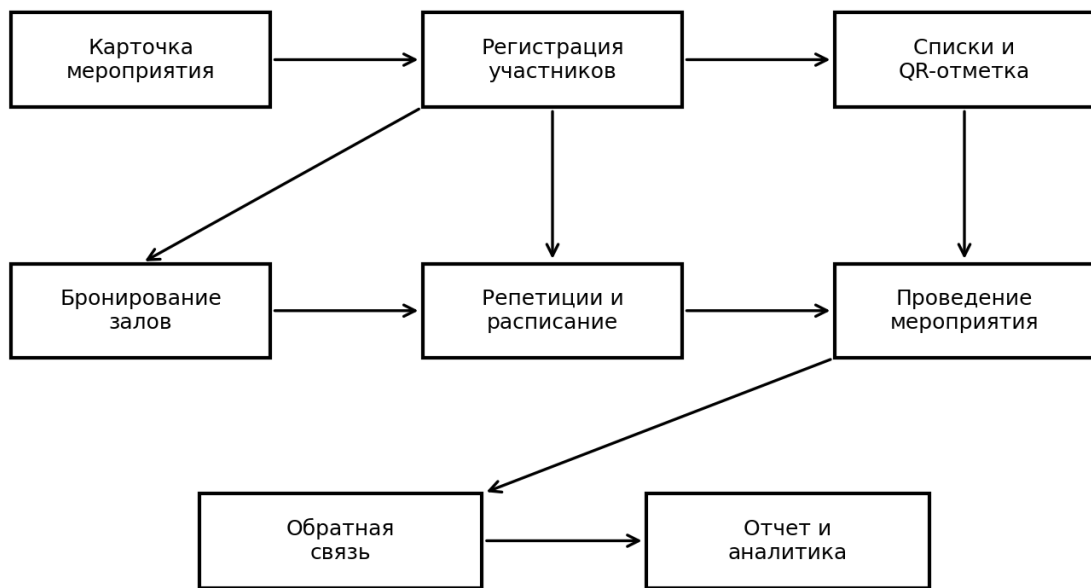 Карточка
мероприятия
Регистрация
участников
Списки и
QR-отметка
Бронирование
залов
Репетиции и
расписание
Проведение
мероприятия
Обратная
связь
Отчет и
аналитика